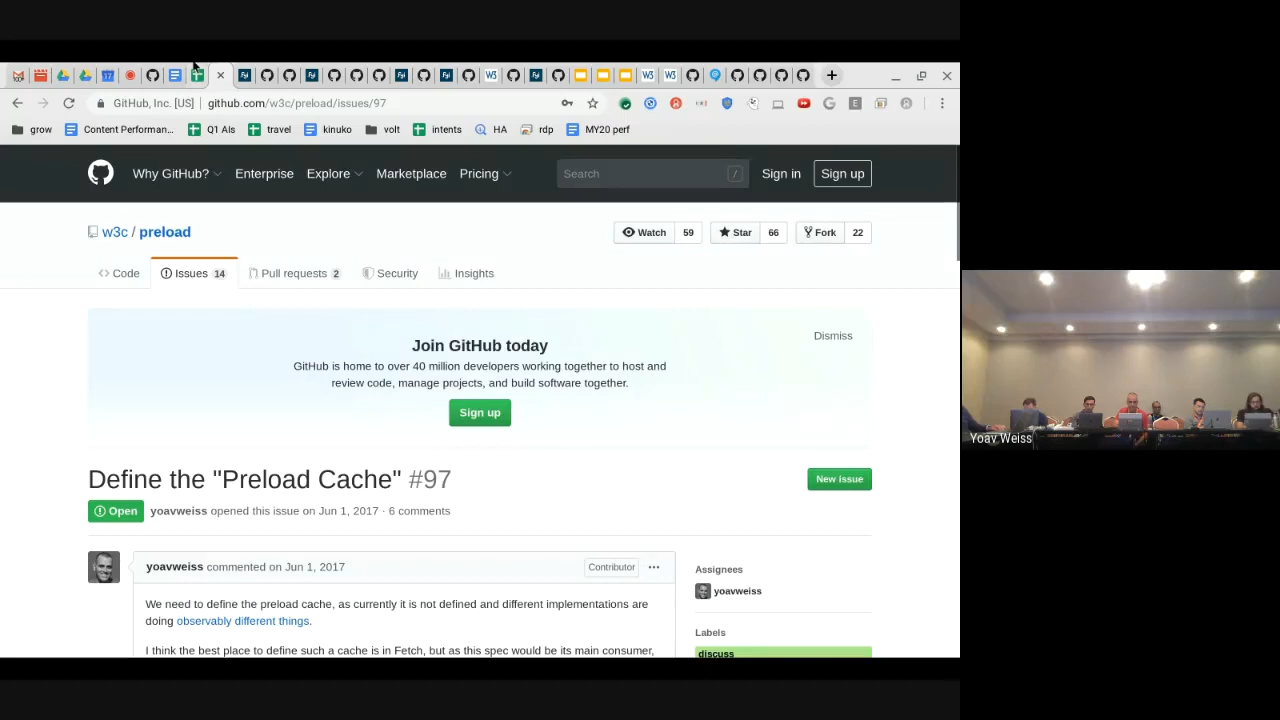 GitHub, Inc. [US] github.com/w3c/preload/issues/97
grow Content Performan... Q1 AIs travel kinuko volt intents HA rdp MY20 perf
Why GitHub? Enterprise Explore Marketplace Pricing Search / Sign in Sign up
w3c / preload Watch 59 Star 66 Fork 22
Code Issues 14 Pull requests 2 Security Insights
Dismiss
Join GitHub today
GitHub is home to over 40 million developers working together to host and
review code, manage projects, and build software together.
Sign up
Define the "Preload Cache" #97 New issue
Open yoavweiss opened this issue on Jun 1, 2017 · 6 comments
yoavweiss commented on Jun 1, 2017 Contributor ...
Assignees
yoavweiss
We need to define the preload cache, as currently it is not defined and different implementations are
doing observably different things.
Labels
discuss
I think the best place to define such a cache is in Fetch, but as this spec would be its main consumer,
Yoav Weiss